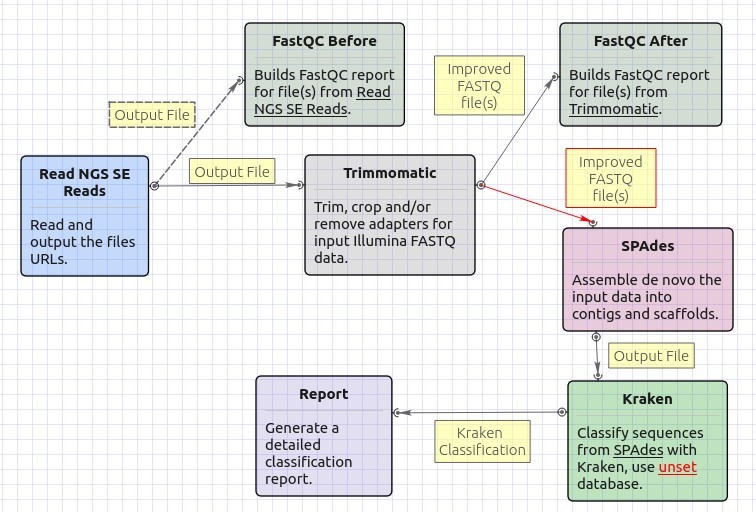 FastQC Before
Builds FastQC report
for file(s) from Read
NGS SE Reads.
FastQC After
Builds FastQC report
for file(s) from
Trimmomatic.
Improved
FASTQ
file(s)
Output File
Read NGS SE
Reads
Read and
output the files
URLs.
Output File
Trimmomatic
Trim, crop and/or
remove adapters for
input Illumina FASTQ
data.
Improved
FASTQ
file(s)
SPAdes
Assemble de novo the
input data into
contigs and scaffolds.
Output File
Report
Generate a
detailed
classification
report.
Kraken
Classification
Kraken
Classify sequences
from SPAdes with
Kraken, use unset
database.